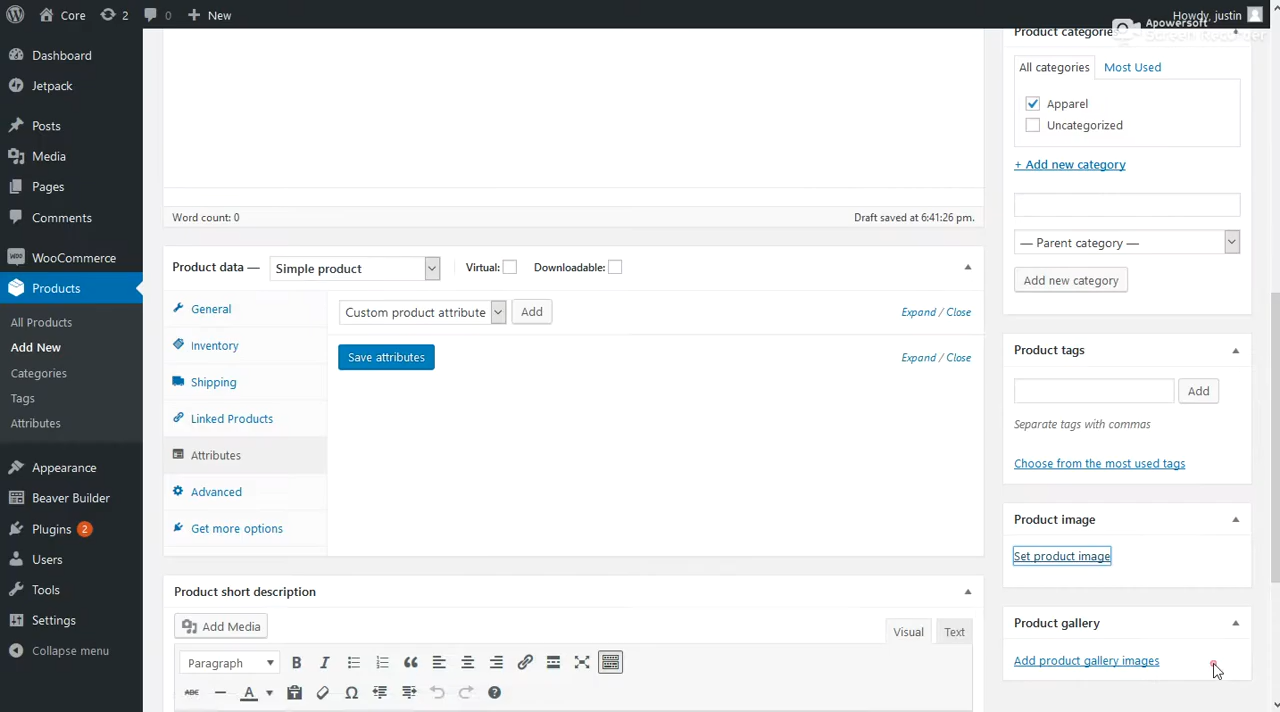 Core
2
0
New
Howdy, justin
Apowersoft
Screen Recorder
Dashboard
Jetpack
Posts
Media
Pages
Comments
WooCommerce
Products
All Products
Add New
Categories
Tags
Attributes
Appearance
Beaver Builder
Plugins 2
Users
Tools
Settings
Collapse menu
Word count: 0
Draft saved at 6:41:26 pm.
Product data —
Simple product
Virtual:
Downloadable:
General
Inventory
Shipping
Linked Products
Attributes
Advanced
Get more options
Custom product attribute
Add
Expand / Close
Save attributes
Expand / Close
Product short description
Add Media
Visual
Text
Paragraph
B
I
ABC
A
Product categories
All categories
Most Used
Apparel
Uncategorized
+ Add new category
— Parent category —
Add new category
Product tags
Add
Separate tags with commas
Choose from the most used tags
Product image
Set product image
Product gallery
Add product gallery images